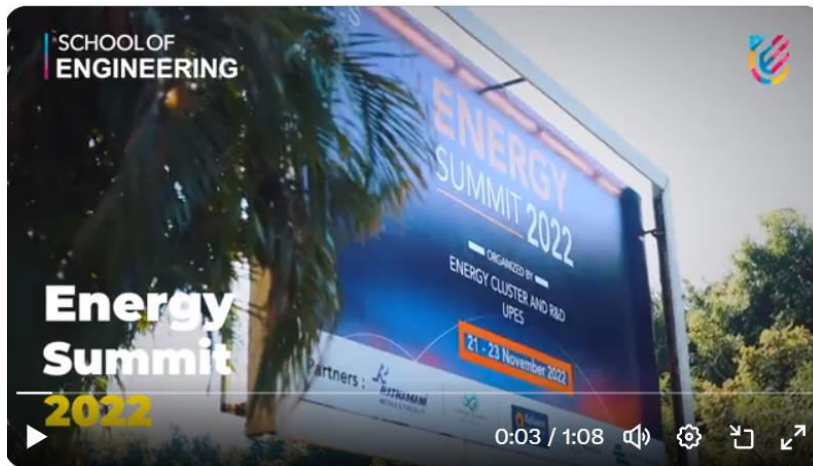 SCHOOL OF
ENGINEERING
ENERGY
SUMMIT 2022
ORGANIZED BY
ENERGY CLUSTER AND R&D
UPES
21 - 23 November 2022
Partners :
RATNAMANI
Energy
Summit
2022
0:03 / 1:08